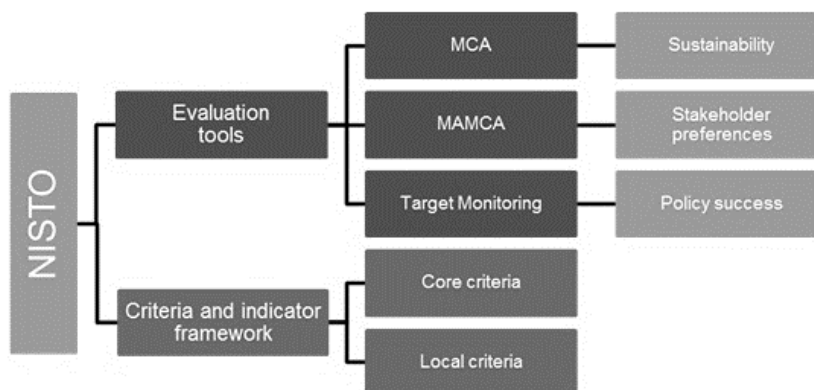 NISTO
Evaluation
tools
MCA
Sustainability
MAMCA
Stakeholder
preferences
Target Monitoring
Policy success
Criteria and indicator
framework
Core criteria
Local criteria